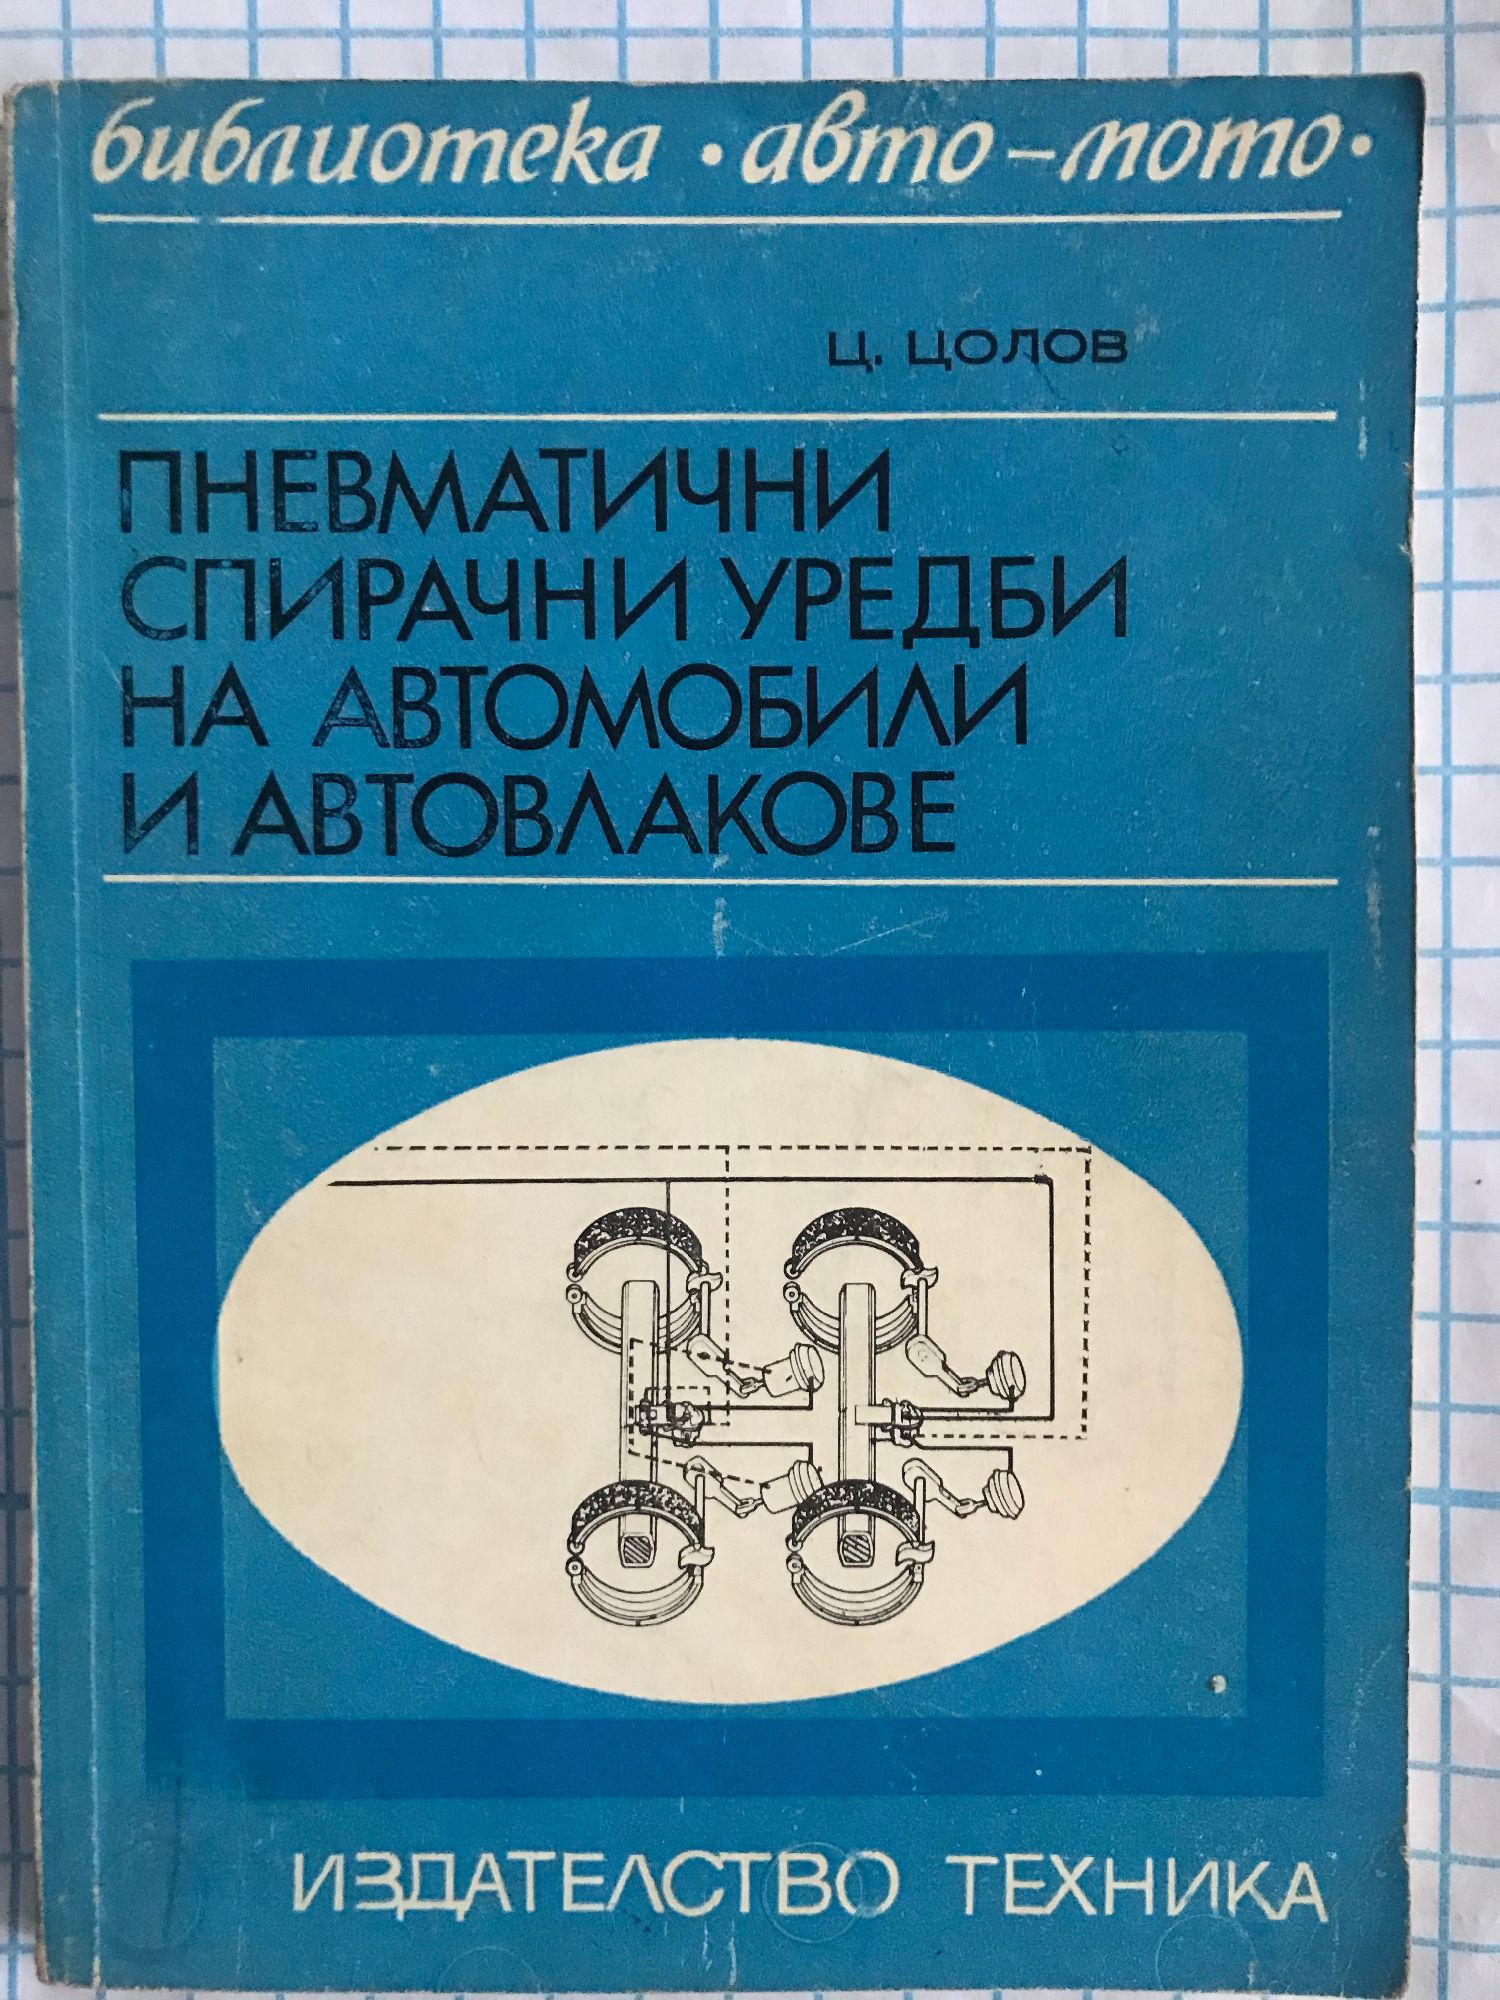 библиотека • авто – мото •
Ц. ЦОЛОВ
ПНЕВМАТИЧНИ
СПИРАЧНИ УРЕДБИ
НА АВТОМОБИЛИ
И АВТОВЛАКОВЕ
ИЗДАТЕЛСТВО ТЕХНИКА